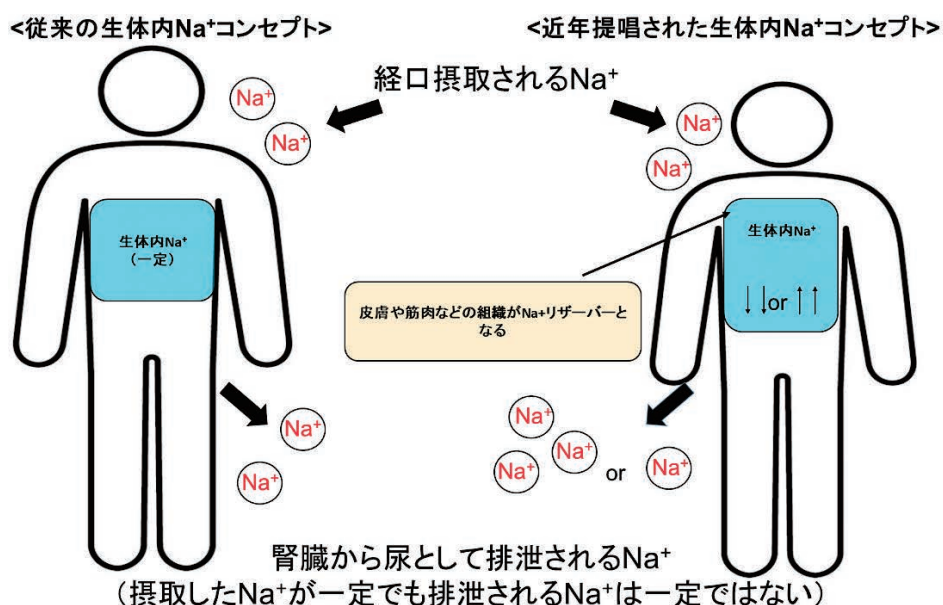 <従来の生体内Na⁺コンセプト>
<近年提唱された生体内Na⁺コンセプト>
経口摂取されるNa⁺
Na⁺
Na⁺
Na⁺
Na⁺
生体内Na⁺
(一定)
生体内Na⁺
↓↓or↑↑
皮膚や筋肉などの組織がNa+リザーバーと
なる
Na⁺
Na⁺
Na⁺
Na⁺
Na⁺
or
Na⁺
腎臓から尿として排泄されるNa⁺
(摂取したNa⁺が一定でも排泄されるNa⁺は一定ではない)